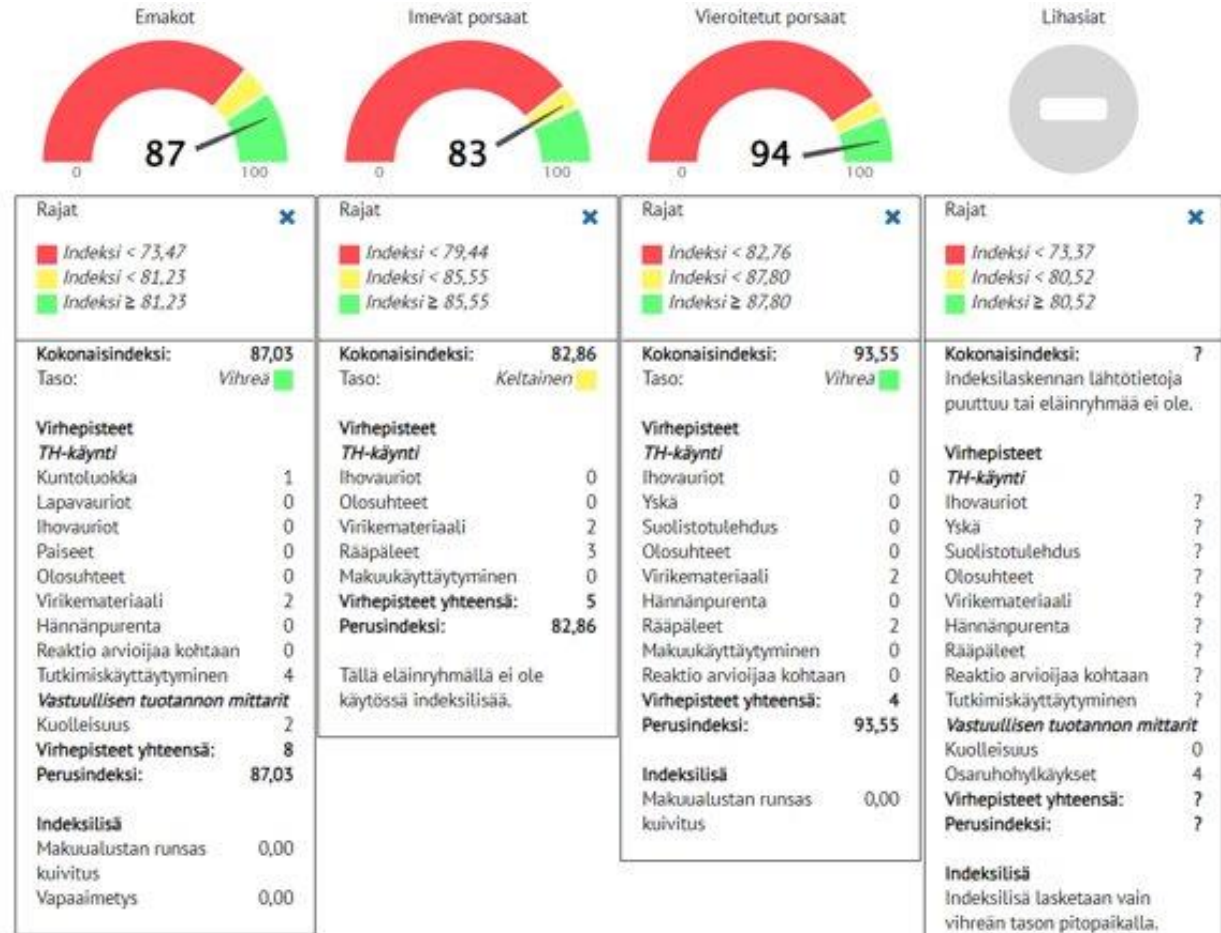 Emakot
87
0
100
Rajat
Indeksi < 73,47
Indeksi < 81,23
Indeksi ≥ 81,23
Kokonaisindeksi: 87,03
Taso: Vihreä
Virhepisteet
TH-käynti
Kuntoluokka 1
Lapavauriot 0
Ihovauriot 0
Paiseet 0
Olosuhteet 0
Virikemateriaali 2
Hännänpurenta 0
Reaktio arvioijaa kohtaan 0
Tutkimiskäyttäytyminen 4
Vastuullisen tuotannon mittarit
Kuolleisuus 2
Virhepisteet yhteensä: 8
Perusindeksi: 87,03
Indeksilisä
Makuualustan runsas 0,00
kuivitus
Vapaaimetys 0,00
Imevät porsaat
83
0
100
Rajat
Indeksi < 79,44
Indeksi < 85,55
Indeksi ≥ 85,55
Kokonaisindeksi: 82,86
Taso: Keltainen
Virhepisteet
TH-käynti
Ihovauriot 0
Olosuhteet 0
Virikemateriaali 2
Rääpäleet 3
Makuukäyttäytyminen 0
Virhepisteet yhteensä: 5
Perusindeksi: 82,86
Tällä eläinryhmällä ei ole
käytössä indeksilisää.
Vieroitetut porsaat
94
0
100
Rajat
Indeksi < 82,76
Indeksi < 87,80
Indeksi ≥ 87,80
Kokonaisindeksi: 93,55
Taso: Vihreä
Virhepisteet
TH-käynti
Ihovauriot 0
Yskä 0
Suolistotulehdus 0
Olosuhteet 0
Virikemateriaali 2
Hännänpurenta 0
Rääpäleet 2
Makuukäyttäytyminen 0
Reaktio arvioijaa kohtaan 0
Virhepisteet yhteensä: 4
Perusindeksi: 93,55
Indeksilisä
Makuualustan runsas 0,00
kuivitus
Lihasiat
Rajat
Indeksi < 73,37
Indeksi < 80,52
Indeksi ≥ 80,52
Kokonaisindeksi: ?
Indeksilaskennan lähtötietoja
puuttuu tai eläinryhmää ei ole.
Virhepisteet
TH-käynti
Ihovauriot ?
Yskä ?
Suolistotulehdus ?
Olosuhteet ?
Virikemateriaali ?
Hännänpurenta ?
Rääpäleet ?
Reaktio arvioijaa kohtaan ?
Tutkimiskäyttäytyminen ?
Vastuullisen tuotannon mittarit
Kuolleisuus 0
Osaruhohylkäykset 4
Virhepisteet yhteensä: ?
Perusindeksi: ?
Indeksilisä
Indeksilisä lasketaan vain
vihreän tason pitopaikalla.